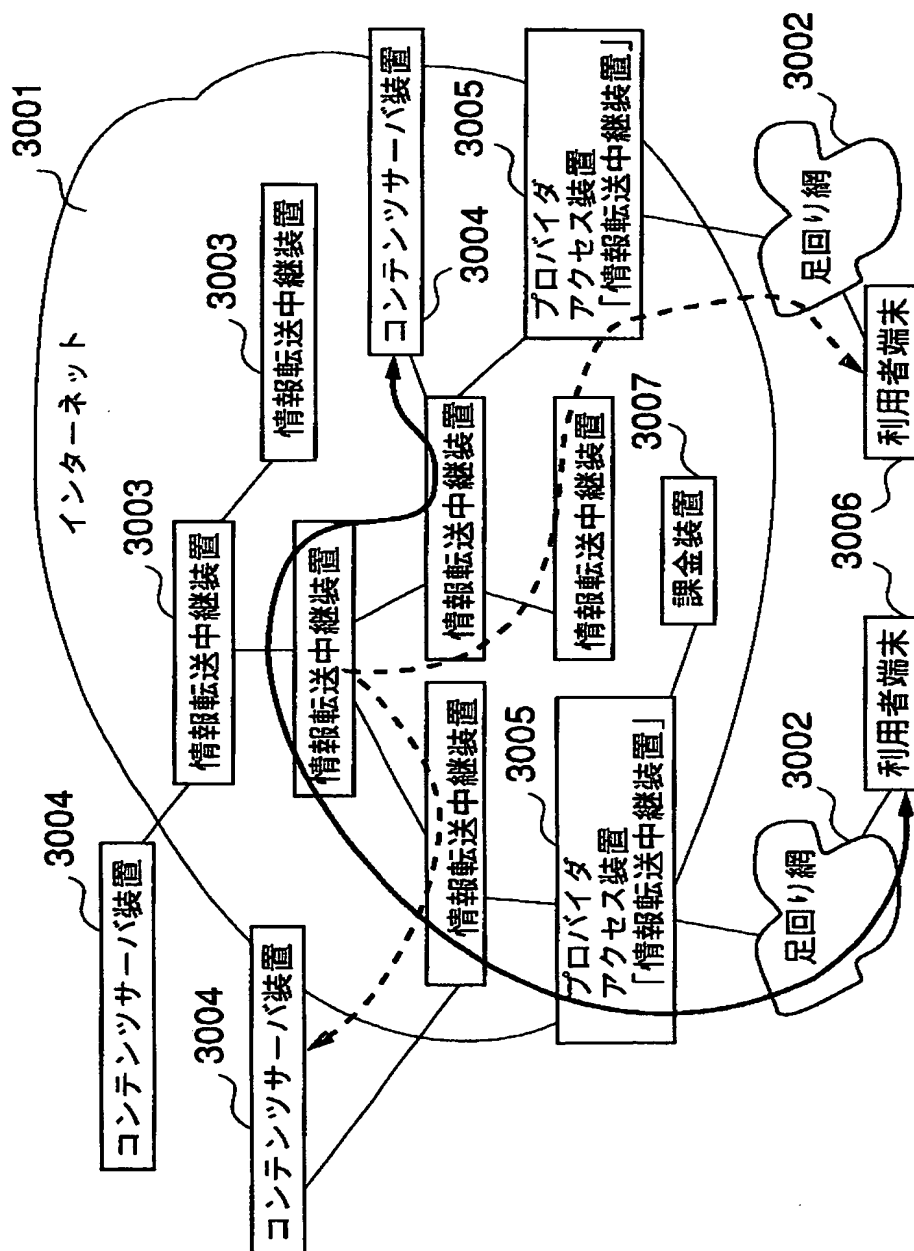 3001
3004
インターネット
コンテンツサーバ装置
3003
情報転送中継装置
3004
3003
コンテンツサーバ装置
情報転送中継装置
情報転送中継装置
コンテンツサーバ装置
3004
3005
情報転送中継装置
情報転送中継装置
3005
プロバイダ
アクセス装置
「情報転送中継装置」
情報転送中継装置
プロバイダ
アクセス装置
「情報転送中継装置」
3007
課金装置
3002
3002
足回り網
足回り網
3006
3006
利用者端末
利用者端末